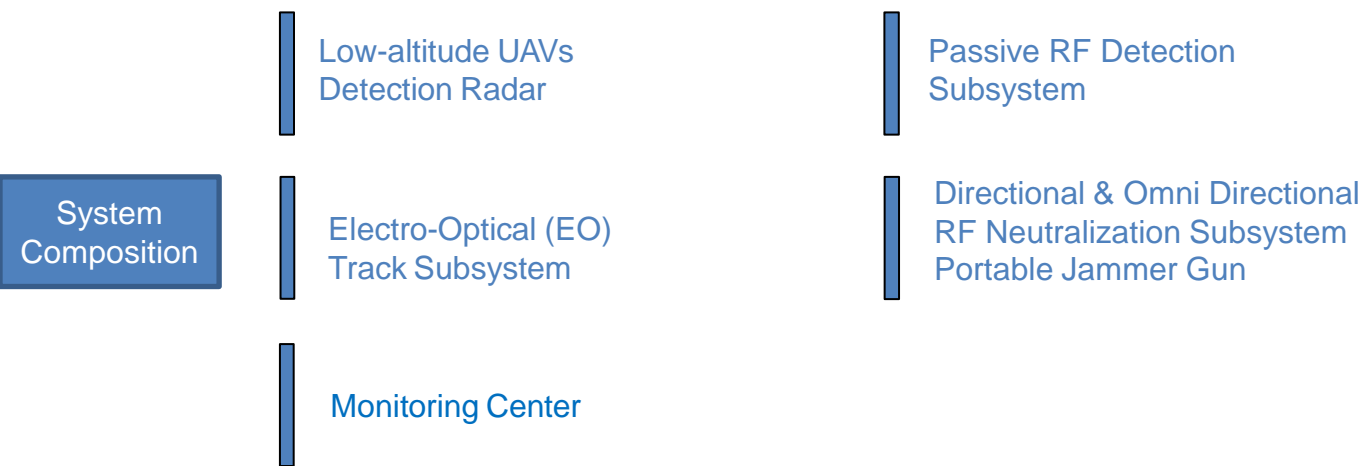 Low-altitude UAVs
Detection Radar
Passive RF Detection
Subsystem
System
Composition
Electro-Optical (EO)
Track Subsystem
Directional & Omni Directional
RF Neutralization Subsystem
Portable Jammer Gun
Monitoring Center